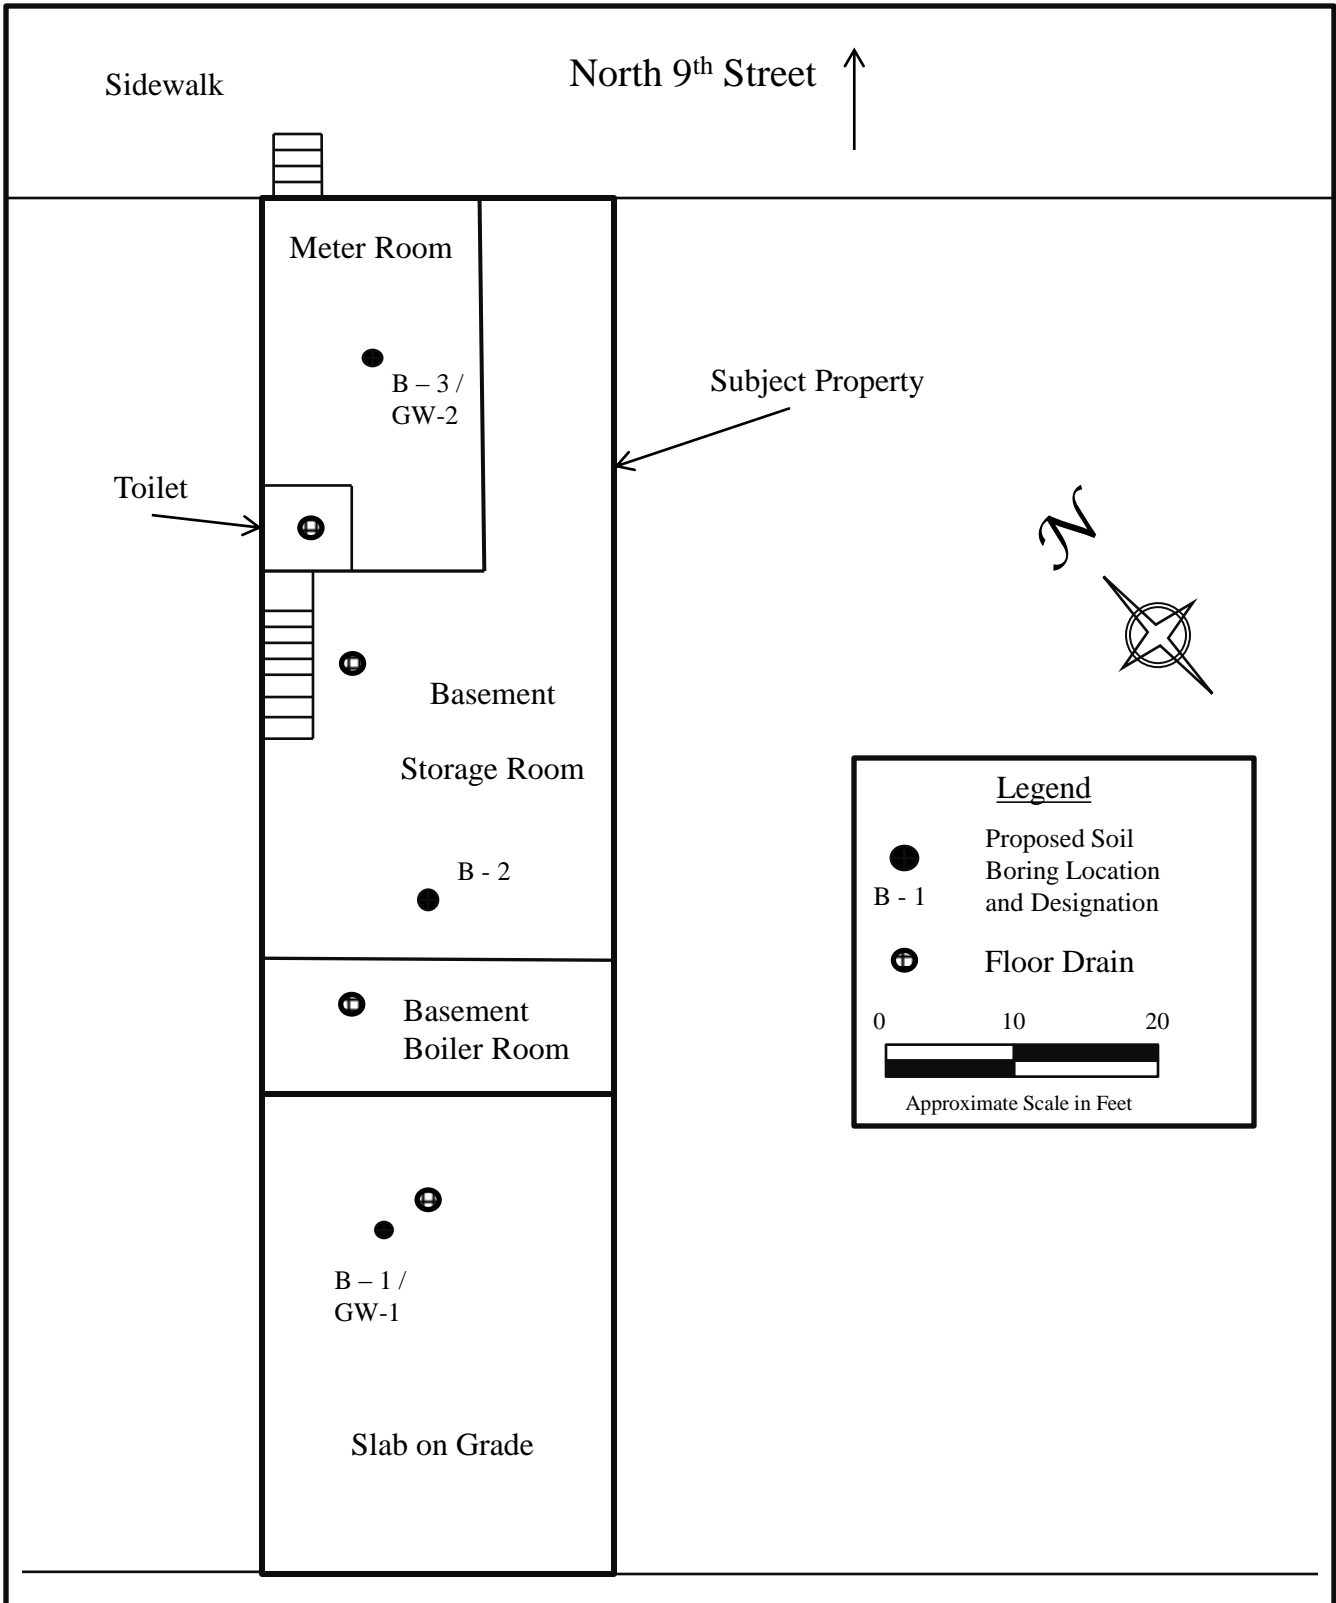 Sidewalk
North 9th Street
Meter Room
B – 3 /
GW-2
Subject Property
Toilet
N
Basement
Storage Room
B - 2
Basement
Boiler Room
B – 1 /
GW-1
Slab on Grade
Legend
Proposed Soil
Boring Location
and Designation
B - 1
Floor Drain
0 10 20
Approximate Scale in Feet